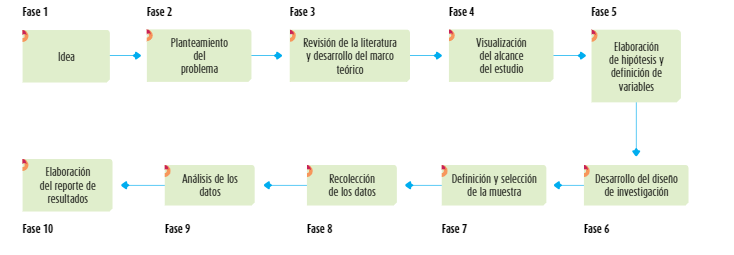 Fase 1
Fase 2
Fase 3
Fase 4
Fase 5
Idea
Planteamiento
del
problema
Revisión de la literatura
y desarrollo del marco
teórico
Visualización
del alcance
del estudio
Elaboración
de hipótesis y
definición de
variables
Desarrollo del diseño
de investigación
Definición y selección
de la muestra
Recolección
de los datos
Análisis de los
datos
Elaboración
del reporte de
resultados
Fase 6
Fase 7
Fase 8
Fase 9
Fase 10